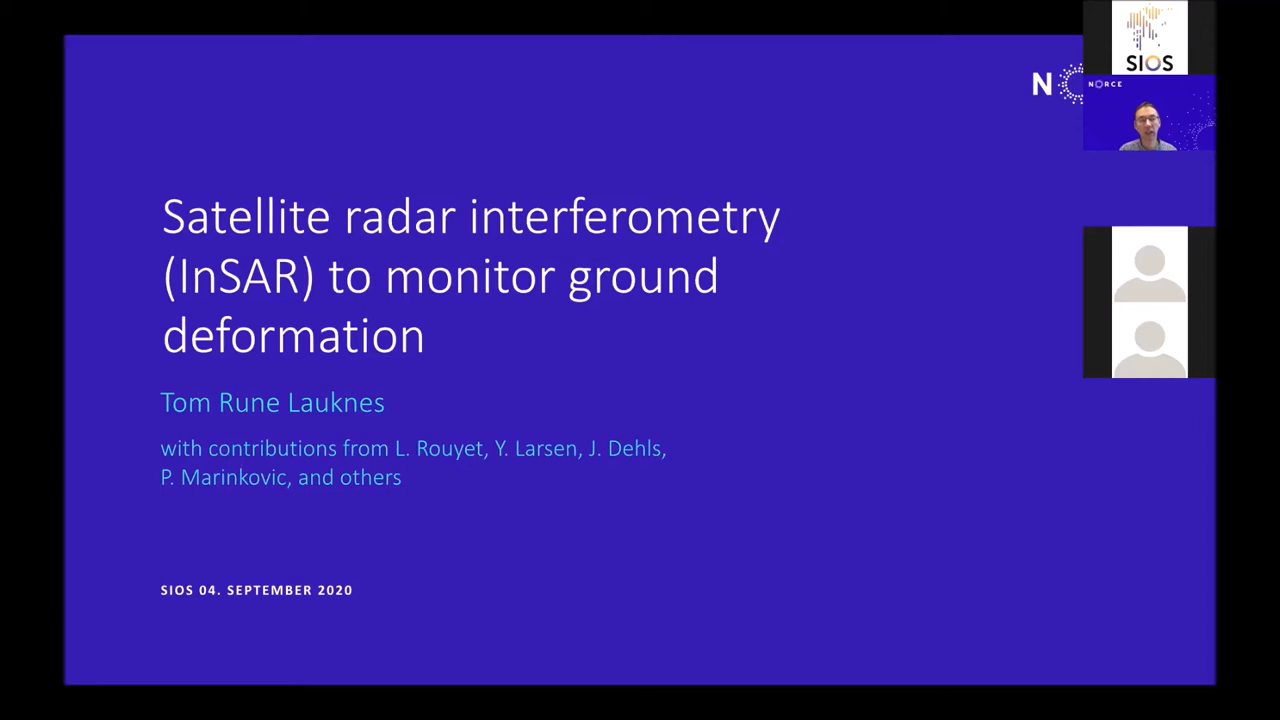 SIOS
N
NORCE
Satellite radar interferometry
(InSAR) to monitor ground
deformation
Tom Rune Lauknes
with contributions from L. Rouyet, Y. Larsen, J. Dehls,
P. Marinkovic, and others
SIOS 04. SEPTEMBER 2020